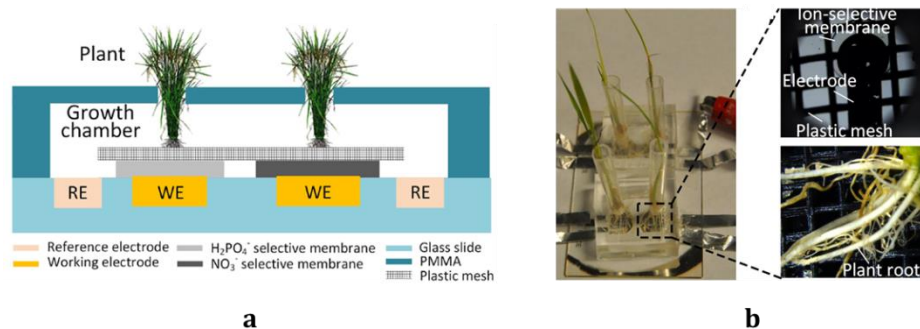 Plant
Growth
chamber
RE
WE
WE
RE
Reference electrode
Working electrode
H₂PO₄⁻ selective membrane
NO₃⁻ selective membrane
Glass slide
PMMA
Plastic mesh
a
Ion-selective
membrane
Electrode
Plastic mesh
Plant root
b